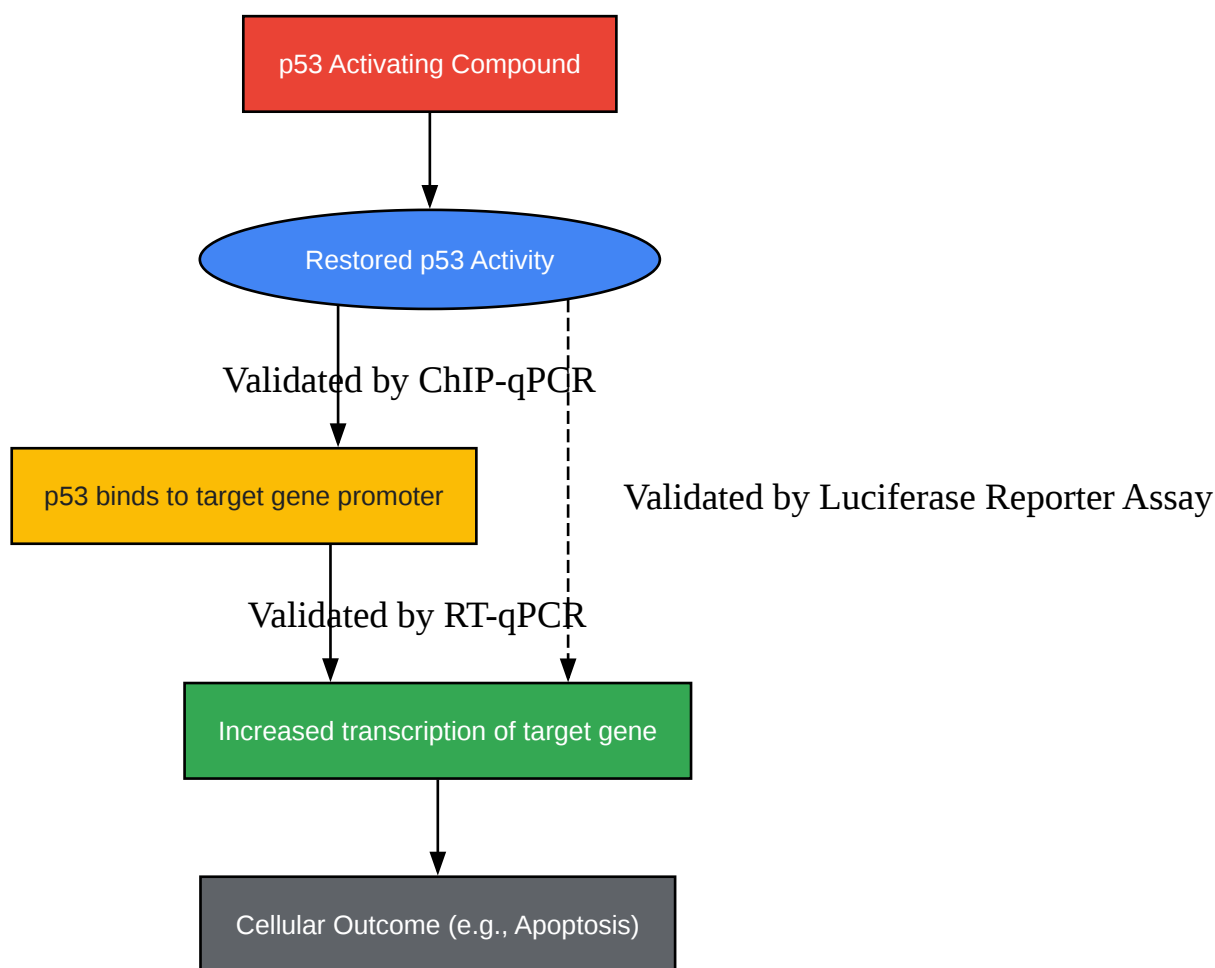 p53 Activating Compound
Restored p53 Activity
Validated by ChIP-qPCR
p53 binds to target gene promoter
Validated by Luciferase Reporter Assay
Validated by RT-qPCR
Increased transcription of target gene
Cellular Outcome (e.g., Apoptosis)